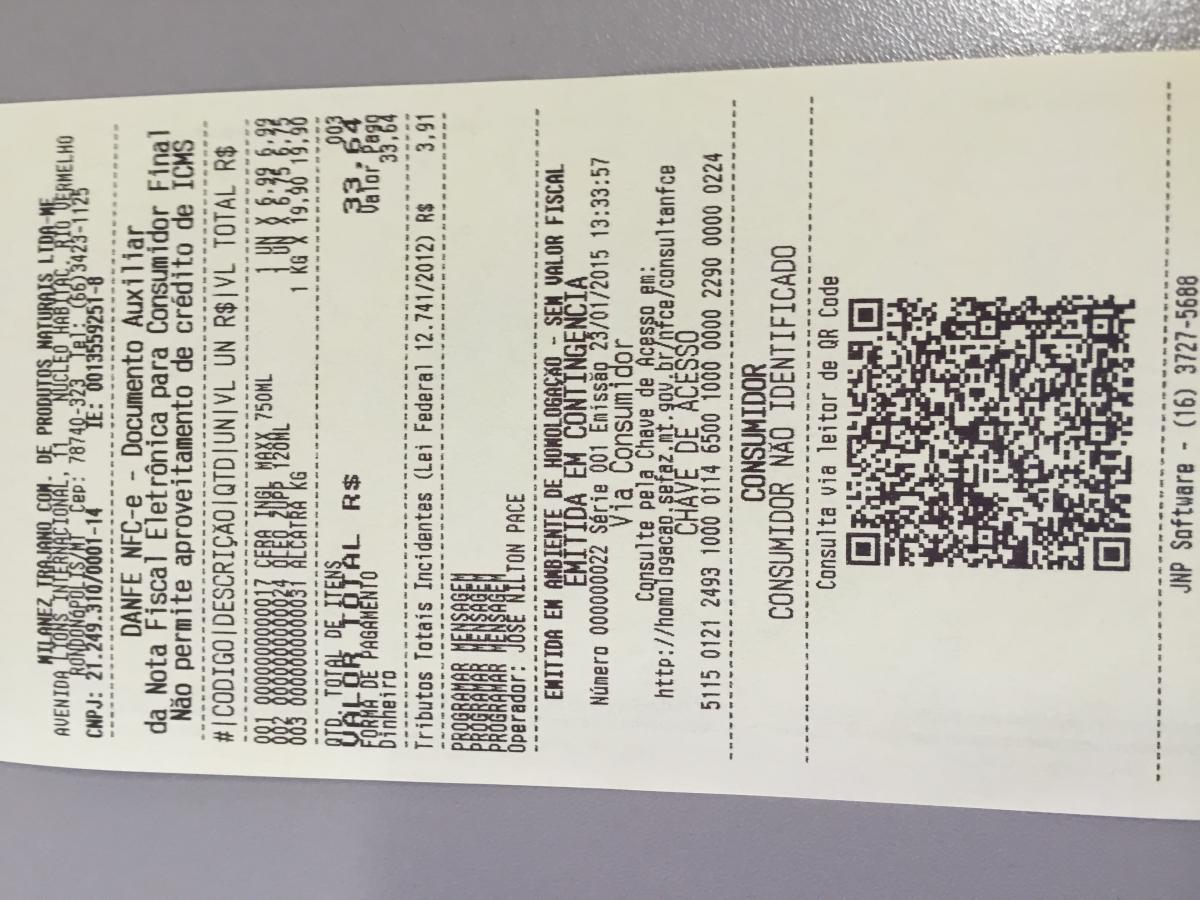 MILANEZ TRAJANO COM. DE PRODUTOS NATURAIS LTDA-ME
AVENIDA LIONS INTERNACIONAL, 11 NUCLEO HABITAC. RIO VERMELHO
RONDONOPOLIS/MT Cep: 78740-323 Tel: (66)3423-1125
CNPJ: 21.249.310/0001-14 IE: 0013559251-8
DANFE NFC-e - Documento Auxiliar
da Nota Fiscal Eletrônica para Consumidor Final
Não permite aproveitamento de crédito de ICMS
#|CODIGO|DESCRIÇÃO|QTD|UN|VL UN R$|VL TOTAL R$
001 0000000000017 CERA INGL MAXX 750ML 1 UN X 6,99 6,99
002 0000000000024 OLEO 120ML 1 UN X 6,75 6,75
003 0000000000031 ALCATRA KG 1 KG X 19,90 19,90
QTD. TOTAL DE ITENS 003
VALOR TOTAL R$ 33,64
FORMA DE PAGAMENTO Valor Pago
Dinheiro 33,64
Tributos Totais Incidentes (Lei Federal 12.741/2012) R$ 3,91
PROGRAMAR MENSAGEM
PROGRAMAR MENSAGEM
PROGRAMAR MENSAGEM
Operador: JOSE NILTON PACE
EMITIDA EM AMBIENTE DE HOMOLOGAÇÃO - SEM VALOR FISCAL
EMITIDA EM CONTINGENCIA
Número 000000022 Série 001 Emissão 23/01/2015 13:33:57
Via Consumidor
Consulte pela Chave de Acesso em:
http://homologacao.sefaz.mt.gov.br/nfce/consultanfce
CHAVE DE ACESSO
5115 0121 2493 1000 0114 6500 1000 0000 2290 0000 0224
CONSUMIDOR
CONSUMIDOR NÃO IDENTIFICADO
Consulta via leitor de QR Code
JNP Software - (16) 3727-5688